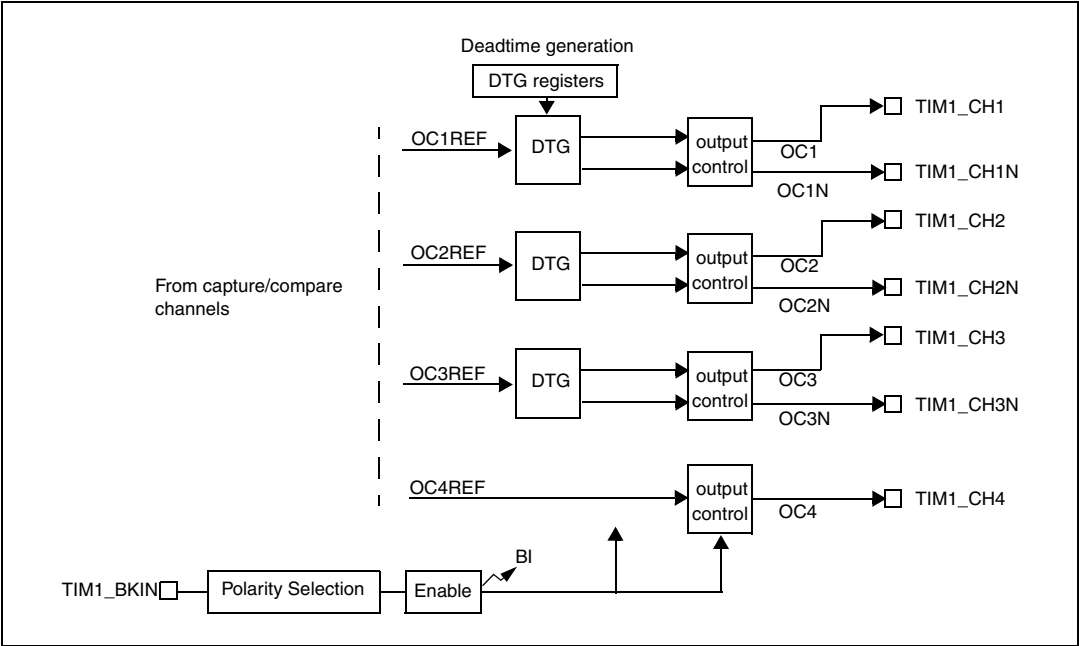 Deadtime generation
DTG registers
OC1REF
DTG
output
control
OC1
OC1N
TIM1_CH1
TIM1_CH1N
OC2REF
DTG
output
control
OC2
OC2N
TIM1_CH2
TIM1_CH2N
From capture/compare
channels
OC3REF
DTG
output
control
OC3
OC3N
TIM1_CH3
TIM1_CH3N
OC4REF
output
control
OC4
TIM1_CH4
BI
TIM1_BKIN
Polarity Selection
Enable